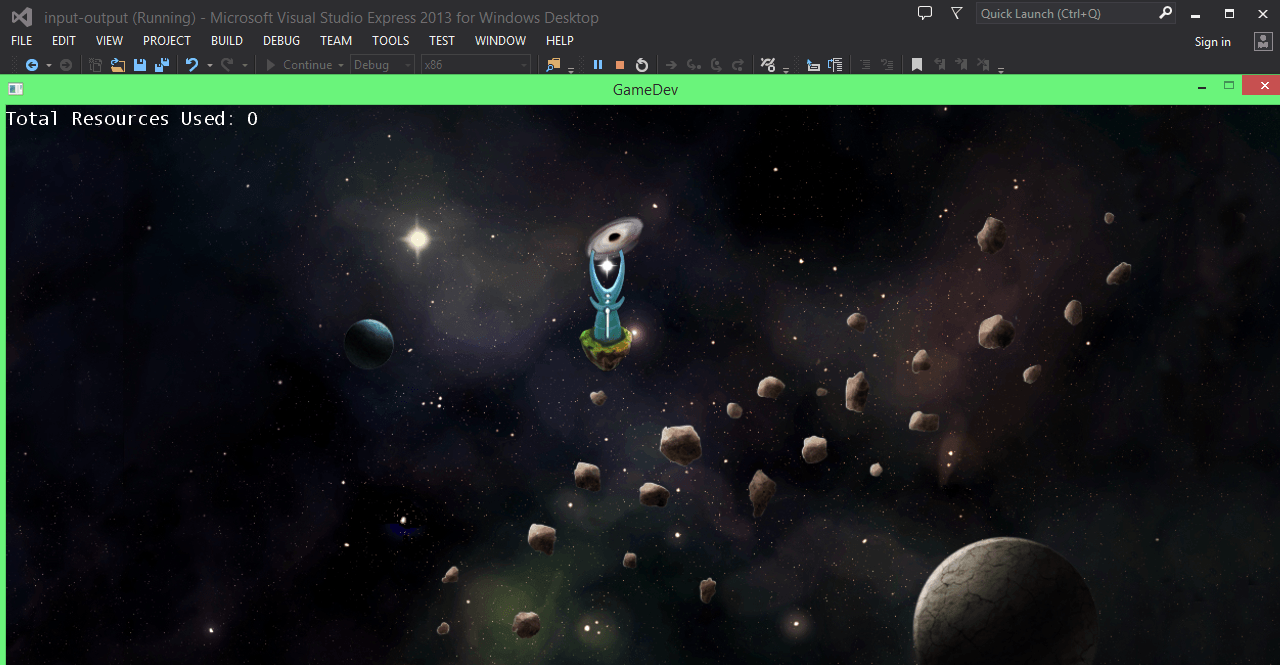 input-output (Running) - Microsoft Visual Studio Express 2013 for Windows Desktop
Quick Launch (Ctrl+Q)
FILE EDIT VIEW PROJECT BUILD DEBUG TEAM TOOLS TEST WINDOW HELP
Sign in
Continue Debug x86
GameDev
Total Resources Used: 0